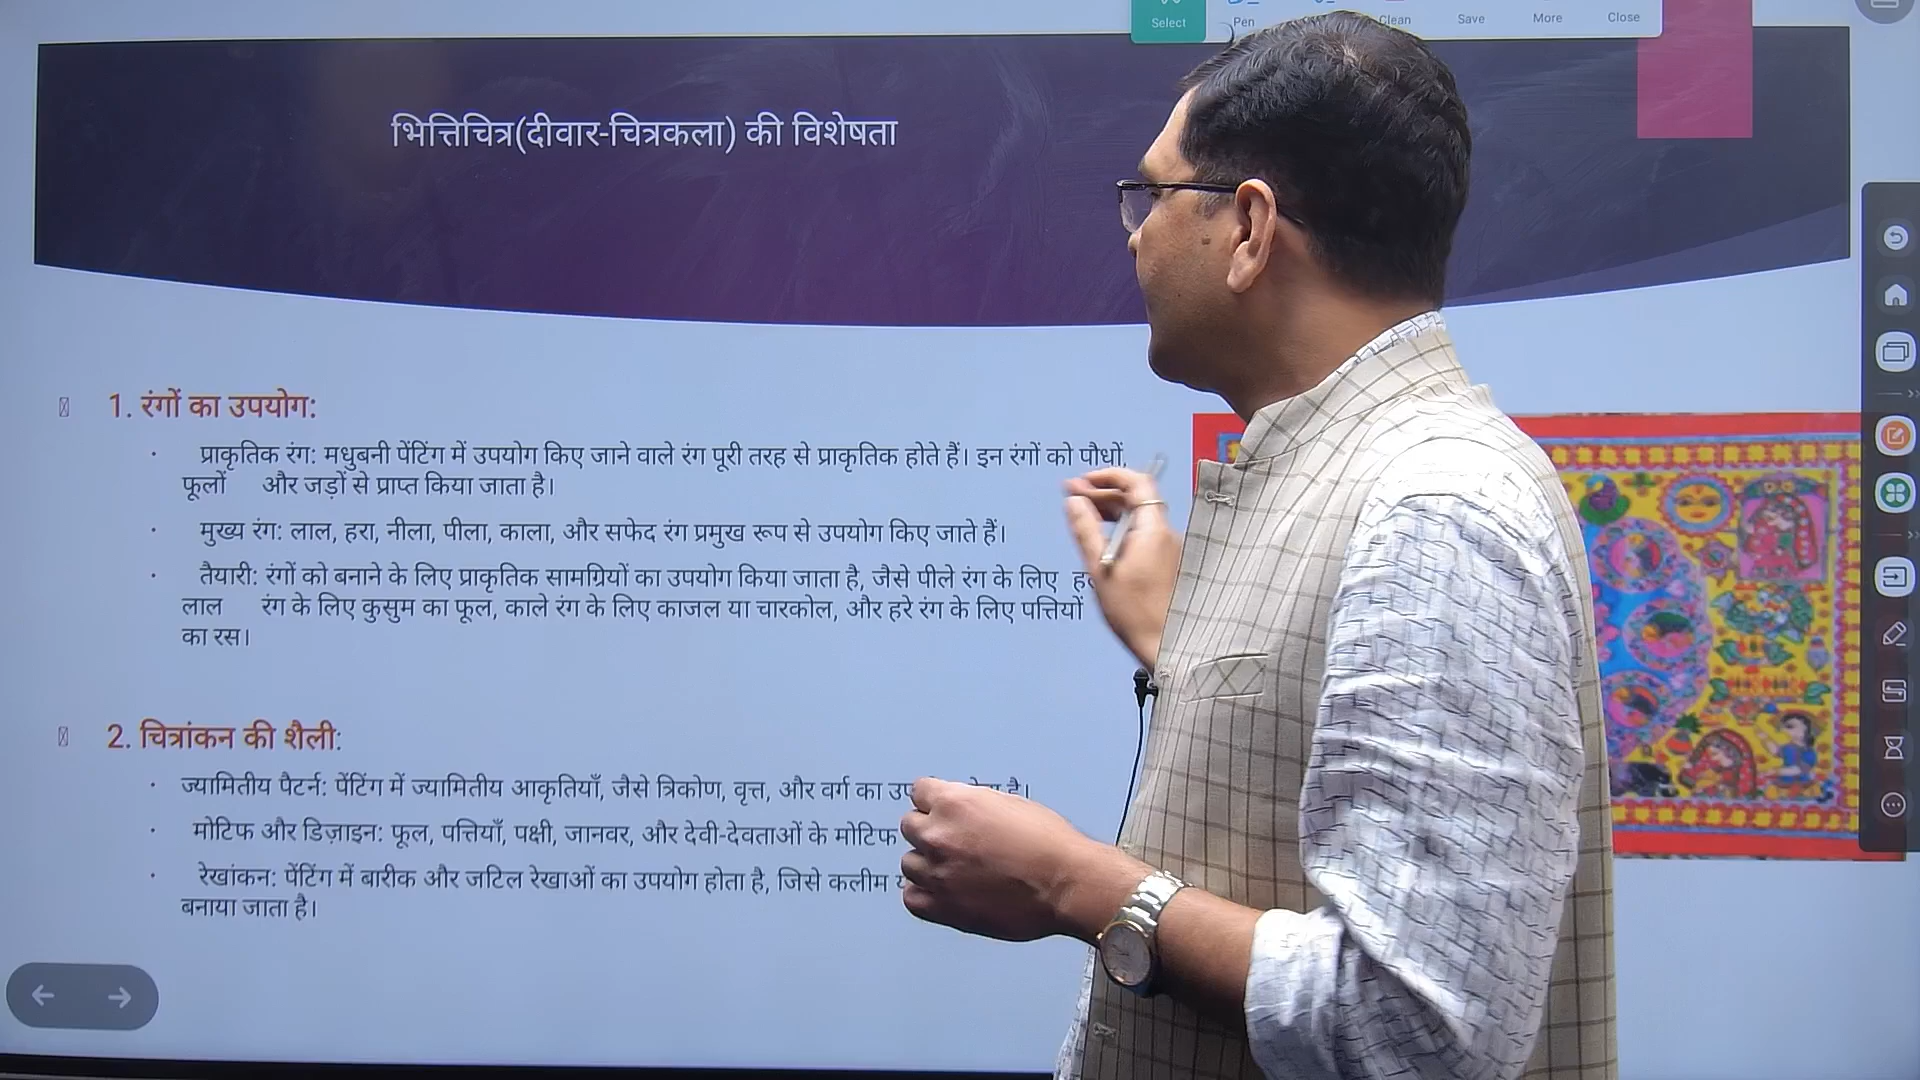 Select Pen Clean Save More Close
भित्तिचित्र(दीवार-चित्रकला) की विशेषता
1. रंगों का उपयोग:
· प्राकृतिक रंग: मधुबनी पेंटिंग में उपयोग किए जाने वाले रंग पूरी तरह से प्राकृतिक होते हैं। इन रंगों को पौधों,
फूलों और जड़ों से प्राप्त किया जाता है।
· मुख्य रंग: लाल, हरा, नीला, पीला, काला, और सफेद रंग प्रमुख रूप से उपयोग किए जाते हैं।
· तैयारी: रंगों को बनाने के लिए प्राकृतिक सामग्रियों का उपयोग किया जाता है, जैसे पीले रंग के लिए
लाल रंग के लिए कुसुम का फूल, काले रंग के लिए काजल या चारकोल, और हरे रंग के लिए पत्तियों
का रस।
2. चित्रांकन की शैली:
· ज्यामितीय पैटर्न: पेंटिंग में ज्यामितीय आकृतियाँ, जैसे त्रिकोण, वृत्त, और वर्ग का है।
· मोटिफ और डिज़ाइन: फूल, पत्तियाँ, पक्षी, जानवर, और देवी-देवताओं के मोटिफ
· रेखांकन: पेंटिंग में बारीक और जटिल रेखाओं का उपयोग होता है, जिसे कलीम
बनाया जाता है।